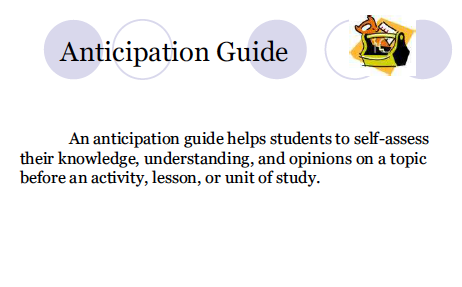 Anticipation Guide
An anticipation guide helps students to self-assess
their knowledge, understanding, and opinions on a topic
before an activity, lesson, or unit of study.